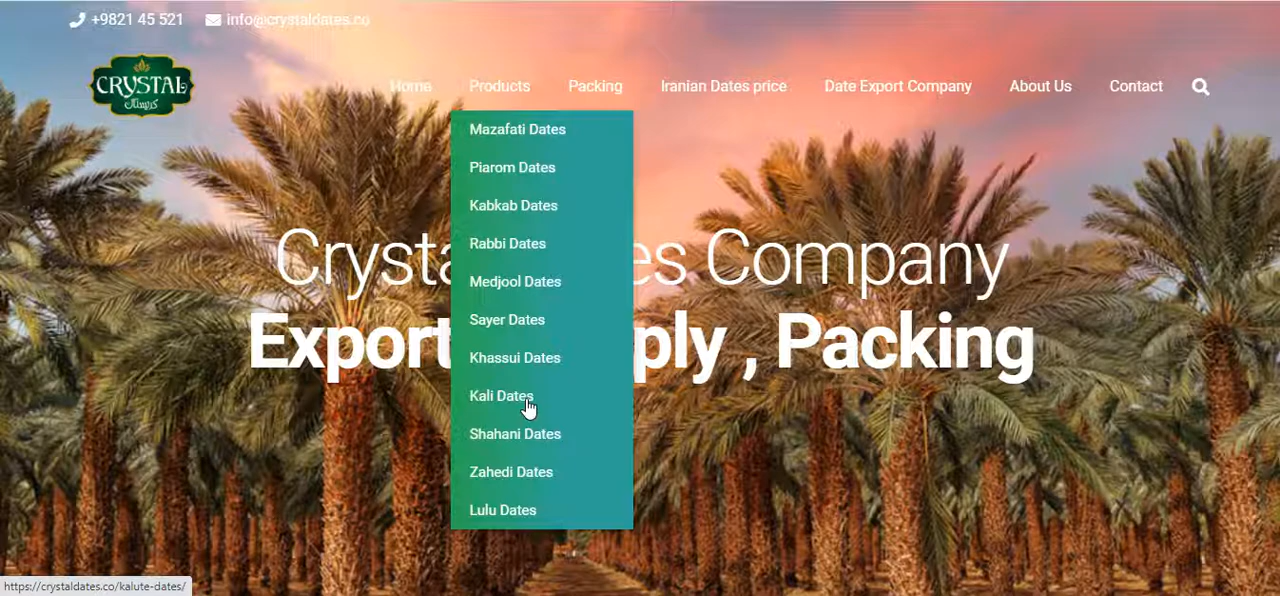 +9821 45 521 info@crystaldates.co
CRYSTAL
کریستال
Home Products Packing Iranian Dates price Date Export Company About Us Contact
Mazafati Dates
Piarom Dates
Kabkab Dates
Rabbi Dates
Medjool Dates
Sayer Dates
Khassui Dates
Kali Dates
Shahani Dates
Zahedi Dates
Lulu Dates
Company
Export ply , Packing
https://crystaldates.co/kalute-dates/